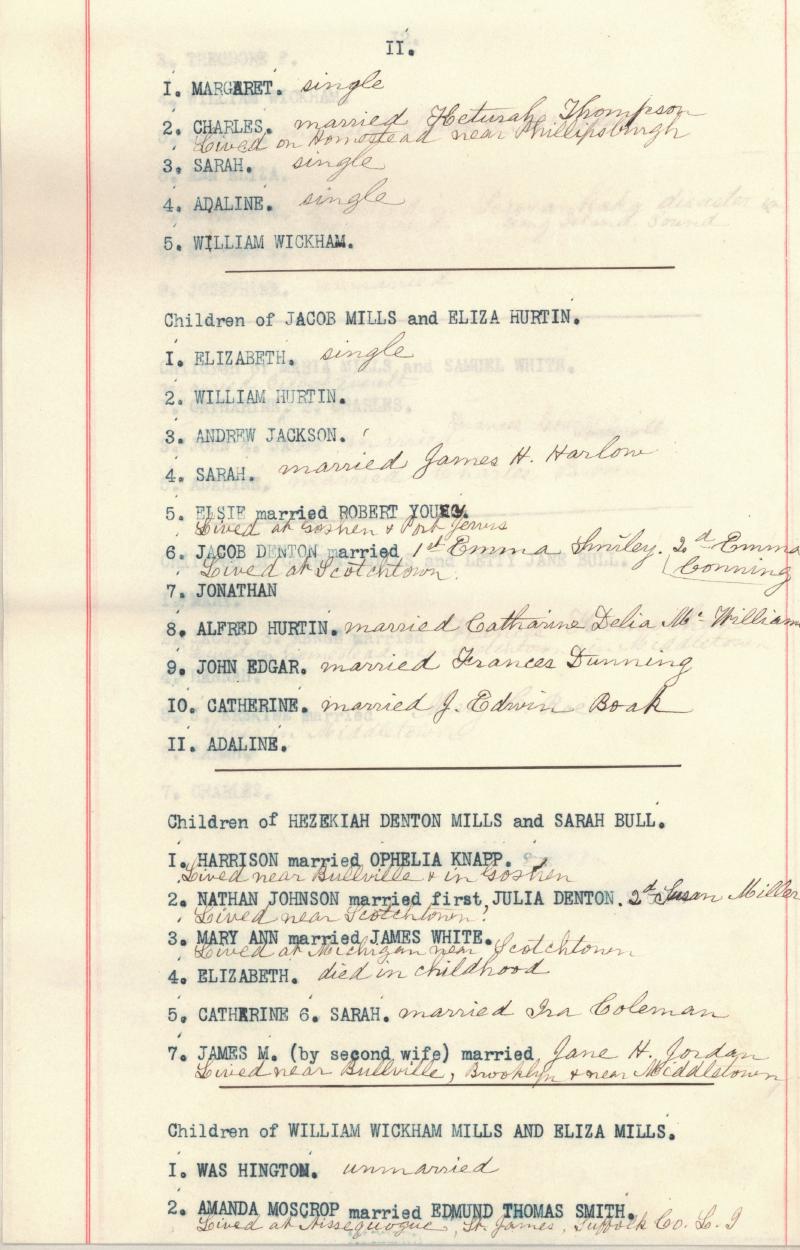 II.
I. MARGARET. single
2. CHARLES. married Keturah Thompson
Lived on Homestead near Phillipsburgh
3. SARAH. single
4. ADALINE. single
5. WILLIAM WICKHAM.
Children of JACOB MILLS and ELIZA HURTIN.
I. ELIZABETH. single
2. WILLIAM HURTIN.
3. ANDREW JACKSON.
4. SARAH. married James H. Harlow
5. ELSIE married ROBERT YOUNG.
Lived at Goshen & Port Jervis
6. JACOB DENTON married 1st Emma Smiley. 2d Emma Conning
Lived at Scotchtown.
7. JONATHAN
8. ALFRED HURTIN. married Catharine Delia Mc Williams
9. JOHN EDGAR. married Frances Dunning
IO. CATHERINE. married J. Edwin Boak
II. ADALINE.
Children of HEZEKIAH DENTON MILLS and SARAH BULL.
I. HARRISON married OPHELIA KNAPP.
Lived near Bullville & in Goshen
2. NATHAN JOHNSON married first, JULIA DENTON. 2d Susan Miller
Lived near Scotchtown.
3. MARY ANN married JAMES WHITE.
Lived at Michigan near Scotchtown
4. ELIZABETH. died in childhood
5. CATHERINE 6. SARAH. married Ira Coleman
7. JAMES M. (by second wife) married Jane H. Jordan
Lived near Bullville, Brooklyn & near Middletown
Children of WILLIAM WICKHAM MILLS AND ELIZA MILLS.
I. WAS HINGTOM. unmarried
2. AMANDA MOSCROP married EDMUND THOMAS SMITH.
Lived at Nissequogue, St. James, Suffolk Co. L. I